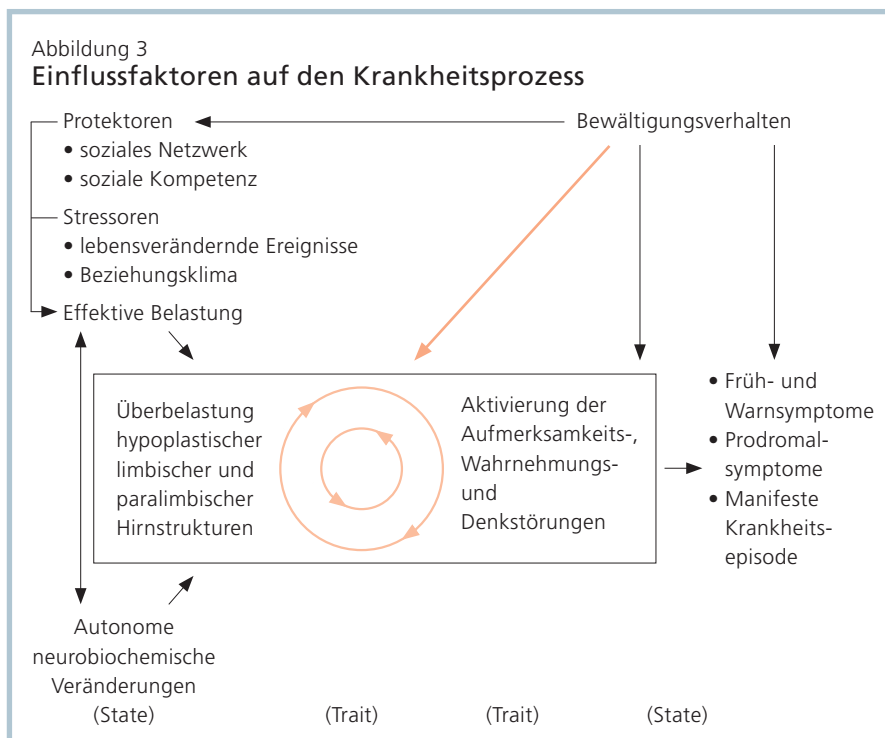 Abbildung 3
Einflussfaktoren auf den Krankheitsprozess
Protektoren
• soziales Netzwerk
• soziale Kompetenz
Bewältigungsverhalten
Stressoren
• lebensverändernde Ereignisse
• Beziehungsklima
Effektive Belastung
Überbelastung
hypoplastischer
limbischer und
paralimbischer
Hirnstrukturen
Aktivierung der
Aufmerksamkeits-,
Wahrnehmungs-
und
Denkstörungen
• Früh- und
Warnsymptome
• Prodromal-
symptome
• Manifeste
Krankheits-
episode
Autonome
neurobiochemische
Veränderungen
(State)
(Trait)
(Trait)
(State)